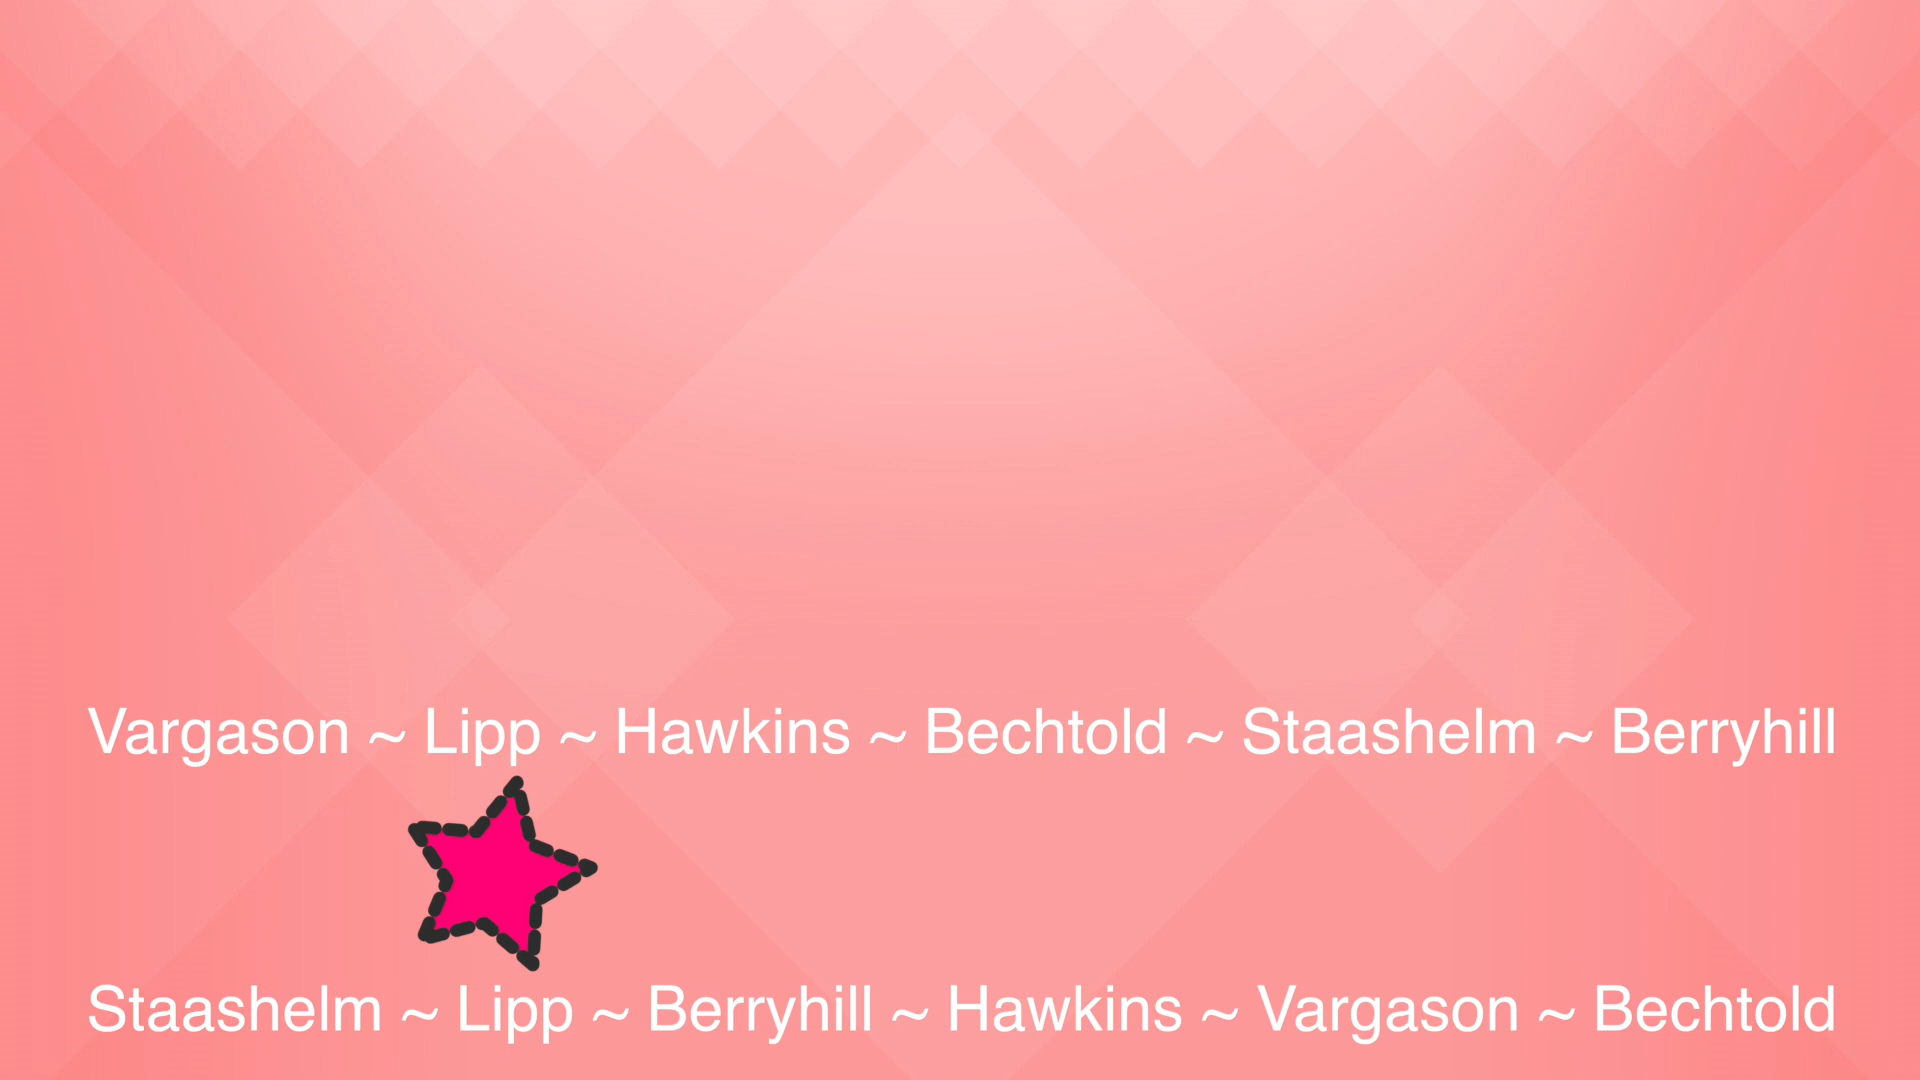 Vargason ~ Lipp ~ Hawkins ~ Bechtold ~ Staashelm ~ Berryhill
Staashelm ~ Lipp ~ Berryhill ~ Hawkins ~ Vargason ~ Bechtold